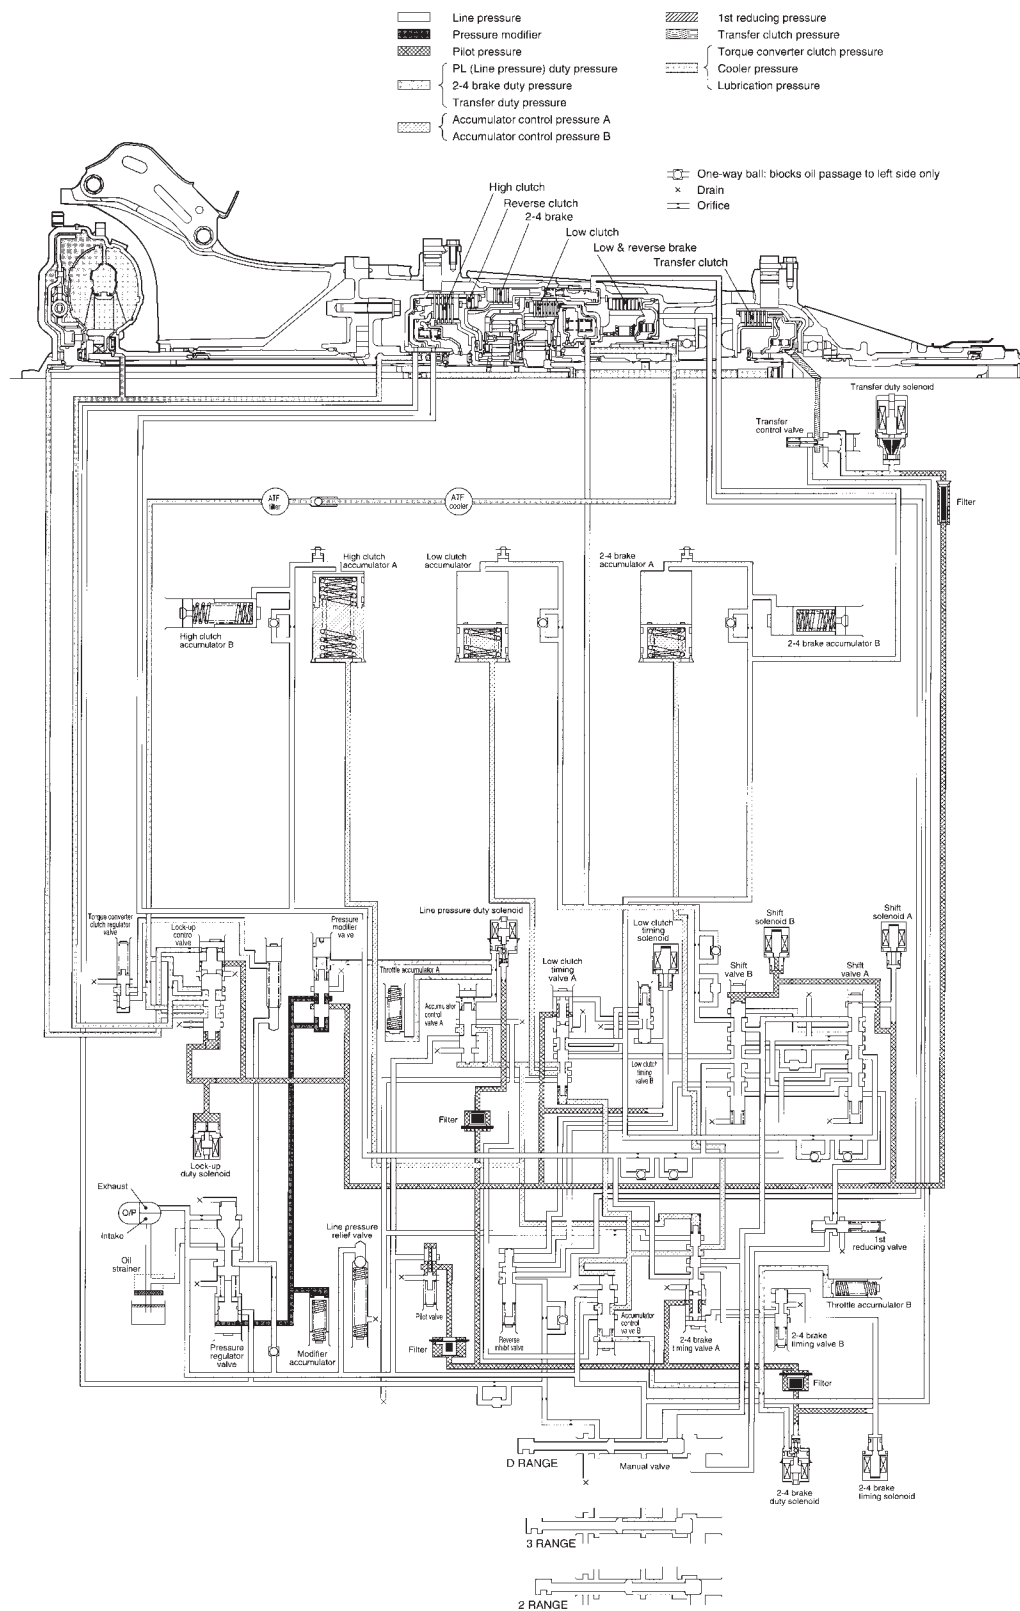 Line pressure
Pressure modifier
Pilot pressure
PL (Line pressure) duty pressure
2-4 brake duty pressure
Transfer duty pressure
Accumulator control pressure A
Accumulator control pressure B
1st reducing pressure
Transfer clutch pressure
Torque converter clutch pressure
Cooler pressure
Lubrication pressure
One-way ball: blocks oil passage to left side only
Drain
Orifice
High clutch
Reverse clutch
2-4 brake
Low clutch
Low & reverse brake
Transfer clutch
Transfer duty solenoid
Transfer
control valve
Filter
ATF
filter
ATF
cooler
High clutch
accumulator A
Low clutch
accumulator
2-4 brake
accumulator A
High clutch
accumulator B
2-4 brake accumulator B
Torque converter
clutch regulator
valve
Lock-up
control
valve
Pressure
modifier
valve
Line pressure duty solenoid
Throttle accumulator A
Accumulator
control
valve A
Low clutch
timing
valve A
Low clutch
timing
solenoid
Low clutch
timing
valve B
Shift
solenoid B
Shift
solenoid A
Shift
valve B
Shift
valve A
Filter
Lock-up
duty solenoid
Exhaust
O/P
Intake
Oil
strainer
Line pressure
relief valve
1st
reducing valve
Throttle accumulator B
Pilot valve
Reverse
inhibit valve
Accumulator
control
valve B
2-4 brake
timing valve A
2-4 brake
timing valve B
Pressure
regulator
valve
Modifier
accumulator
Filter
Filter
D RANGE
Manual valve
2-4 brake
duty solenoid
2-4 brake
timing solenoid
3 RANGE
2 RANGE